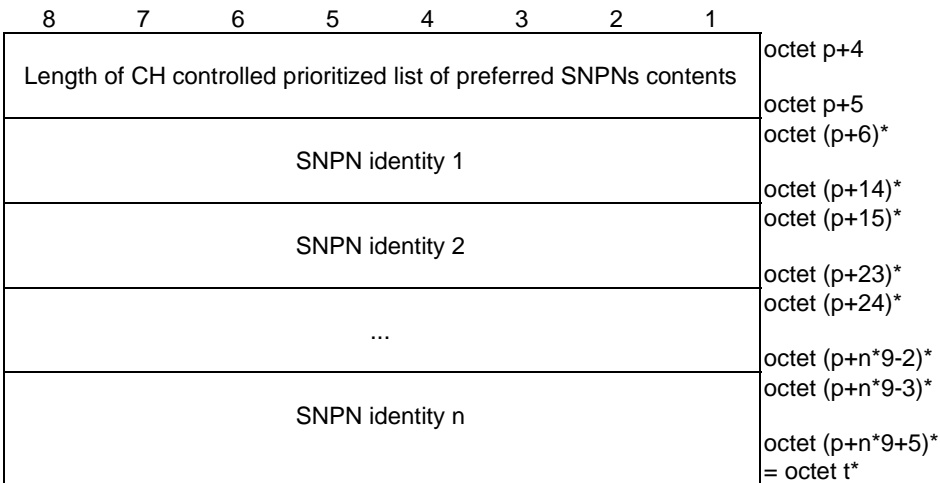 8 7 6 5 4 3 2 1
octet p+4
Length of CH controlled prioritized list of preferred SNPNs contents
octet p+5
octet (p+6)*
SNPN identity 1
octet (p+14)*
octet (p+15)*
SNPN identity 2
octet (p+23)*
octet (p+24)*
...
octet (p+n*9-2)*
octet (p+n*9-3)*
SNPN identity n
octet (p+n*9+5)*
= octet t*